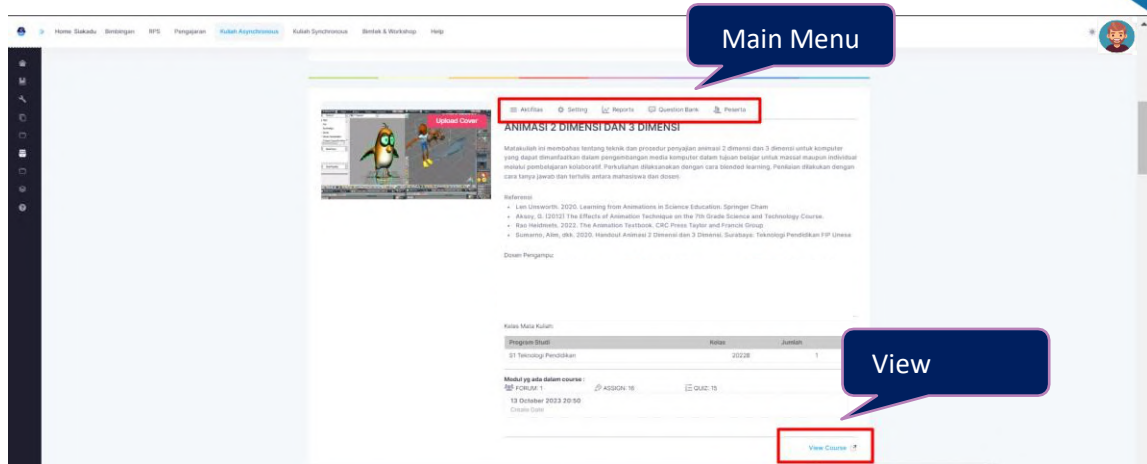 Main Menu
Home Siakadu Bimbingan RPS Pengajaran Kuliah Asynchronous Kuliah Synchronous Bimtek & Workshop Help
Aktifitas Setting Reports Question Bank Peserta
Upload Cover
ANIMASI 2 DIMENSI DAN 3 DIMENSI
Matakuliah ini membahas tentang teknik dan prosedur penyajian animasi 2 dimensi dan 3 dimensi untuk komputer
yang dapat dimanfaatkan dalam pengembangan media komputer dalam tujuan belajar untuk massal maupun individual
melalui pembelajaran kolaboratif. Perkuliahan dilaksanakan dengan cara blended learning. Penilaian dilakukan dengan
cara tanya jawab dan tertulis antara mahasiswa dan dosen.
Referensi
Len Unsworth. 2020. Learning from Animations in Science Education. Springer Cham
Aksoy, G. (2012) The Effects of Animation Technique on the 7th Grade Science and Technology Course.
Rao Heidmets, 2022. The Animation Textbook. CRC Press Taylor and Francis Group
Sumarno, Alim, dkk. 2020. Handout Animasi 2 Dimensi dan 3 Dimensi. Surabaya: Teknologi Pendidikan FIP Unesa
Dosen Pengampu:
Kelas Mata Kuliah
Program Studi Kelas Jumlah
S1 Teknologi Pendidikan 2022B 1
View
Modul yg ada dalam course :
FORUM: 1 ASSIGN: 16 QUIZ: 15
13 October 2023 20:50
Create Date
View Course